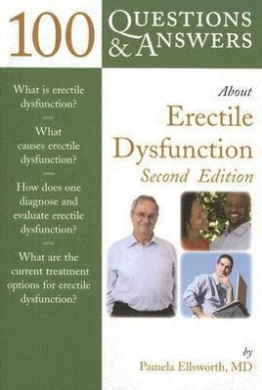 100 QUESTIONS
& ANSWERS
What is erectile
dysfunction?
What
causes erectile
dysfunction?
How does one
diagnose and
evaluate erectile
dysfunction?
What are the
current treatment
options for erectile
dysfunction?
About
Erectile
Dysfunction
Second Edition
by
Pamela Ellsworth, MD